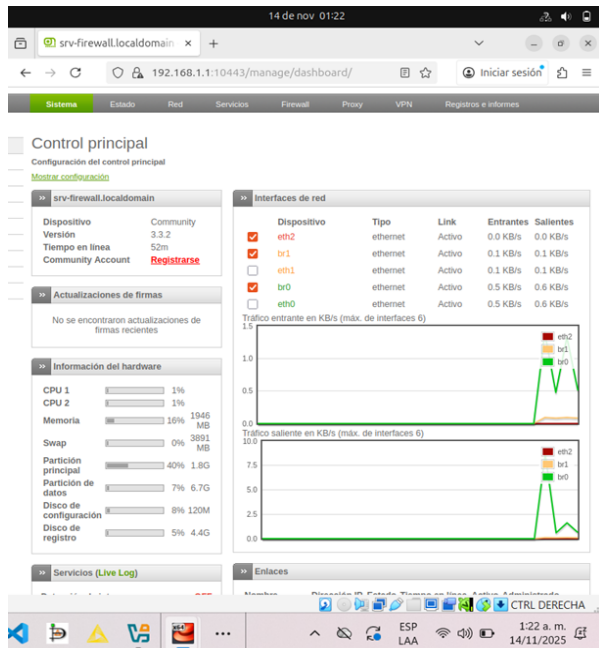 14 de nov 01:22
srv-firewall.localdomain × +
192.168.1.1:10443/manage/dashboard/ Iniciar sesión
Sistema Estado Red Servicios Firewall Proxy VPN Registros e informes
Control principal
Configuración del control principal
Mostrar configuración
» srv-firewall.localdomain
Dispositivo Community
Versión 3.3.2
Tiempo en línea 52m
Community Account Registrarse
» Actualizaciones de firmas
No se encontraron actualizaciones de
firmas recientes
» Información del hardware
CPU 1 1%
CPU 2 1%
Memoria 16% 1946 MB
Swap 0% 3891 MB
Partición principal 40% 1.8G
Partición de datos 7% 6.7G
Disco de configuración 8% 120M
Disco de registro 5% 4.4G
» Servicios (Live Log)
» Interfaces de red
Dispositivo Tipo Link Entrantes Salientes
eth2 ethernet Activo 0.0 KB/s 0.0 KB/s
br1 ethernet Activo 0.1 KB/s 0.1 KB/s
eth1 ethernet Activo 0.1 KB/s 0.1 KB/s
br0 ethernet Activo 0.5 KB/s 0.6 KB/s
eth0 ethernet Activo 0.5 KB/s 0.6 KB/s
Tráfico entrante en KB/s (máx. de interfaces 6)
1.5
1.0
0.5
0.0
eth2
br1
br0
Tráfico saliente en KB/s (máx. de interfaces 6)
10.0
7.5
5.0
2.5
0.0
eth2
br1
br0
» Enlaces
Nombre Dirección IP Estado Tiempo en línea Activo Administrado
CTRL DERECHA
ESP
LAA
1:22 a. m.
14/11/2025